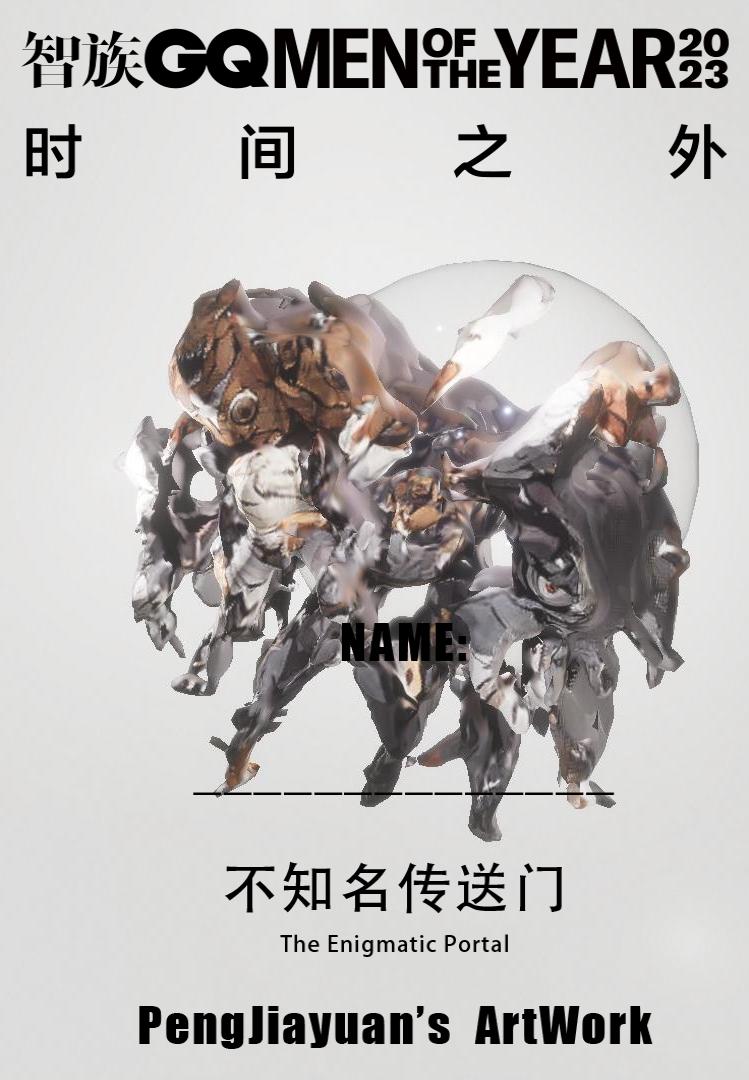 智族GQ MEN OF THE YEAR 2023
时间之外
NAME:
______________
不知名传送门
The Enigmatic Portal
PengJiayuan’s ArtWork